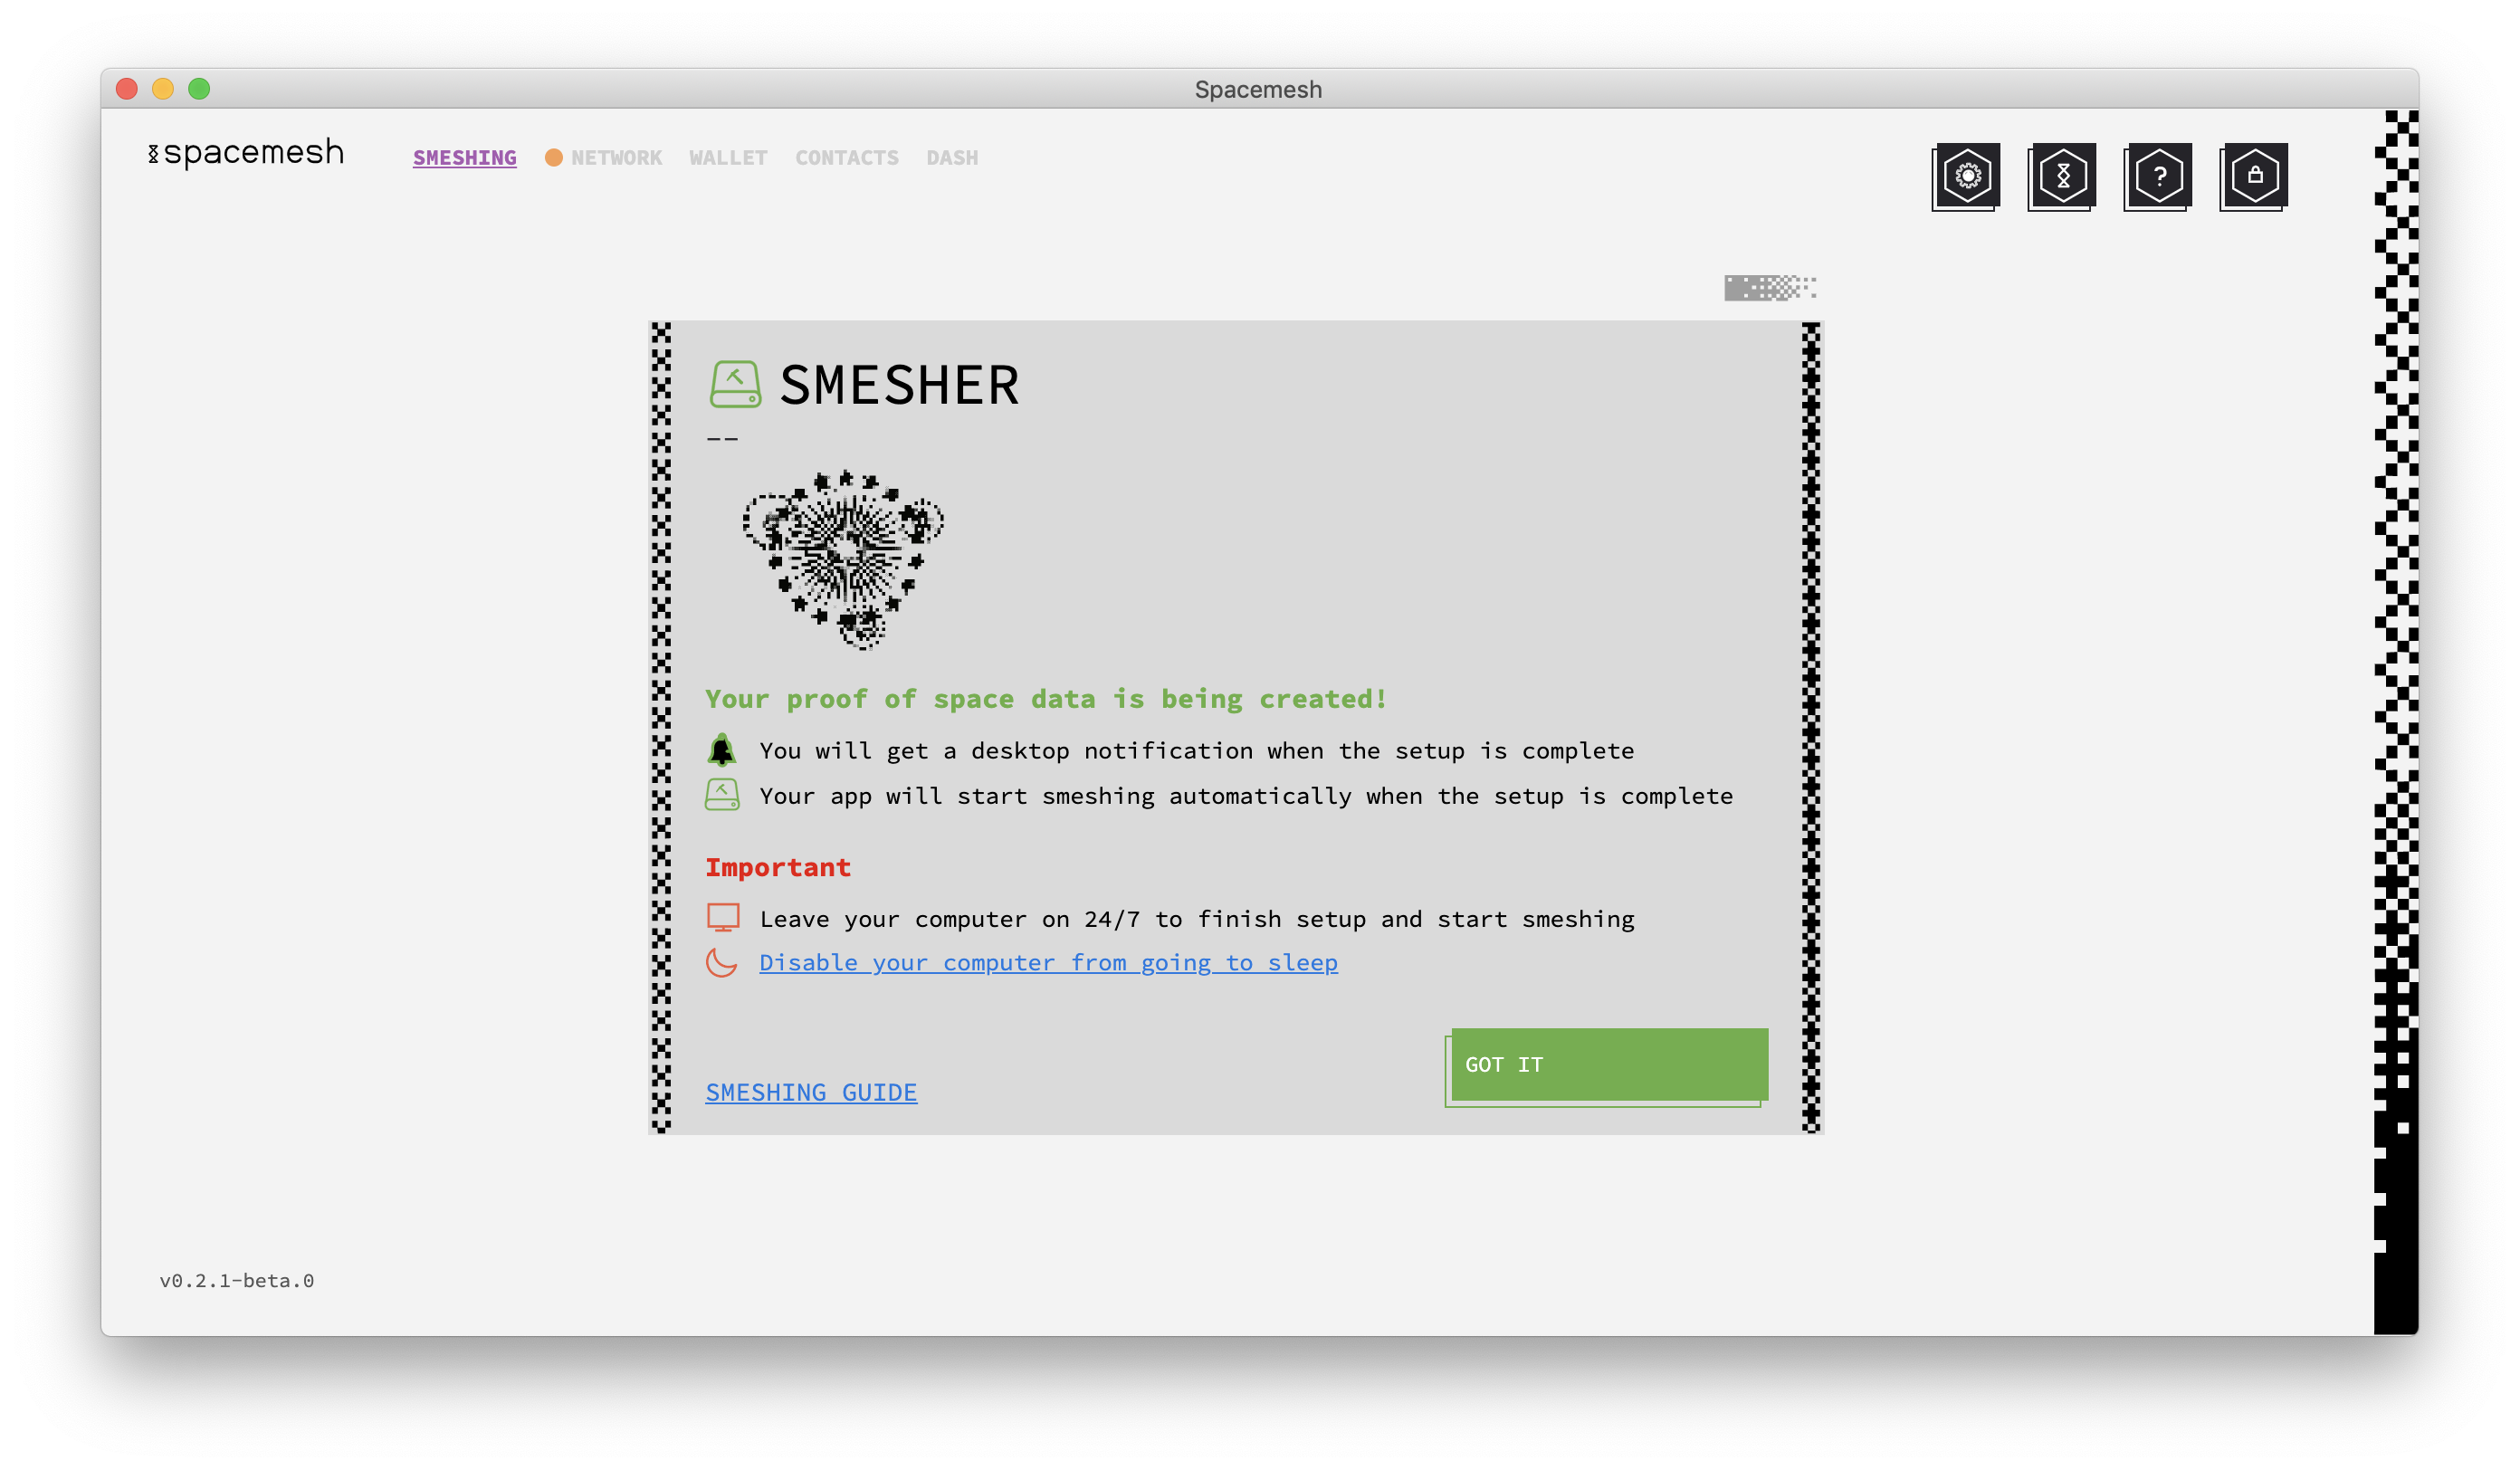 Spacemesh
spacemesh SMESHING NETWORK WALLET CONTACTS DASH
?
SMESHER
--
Your proof of space data is being created!
You will get a desktop notification when the setup is complete
Your app will start smeshing automatically when the setup is complete
Important
Leave your computer on 24/7 to finish setup and start smeshing
Disable your computer from going to sleep
GOT IT
SMESHING GUIDE
v0.2.1-beta.0